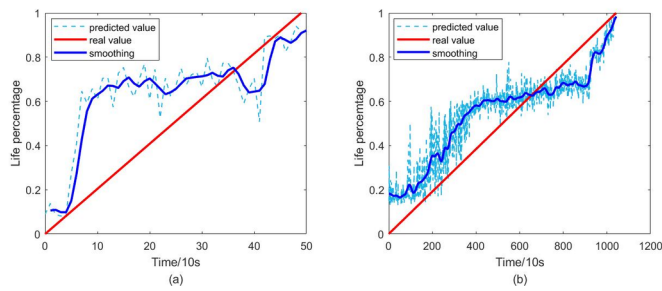 1
0.8
0.6
0.4
0.2
0
Life percemtage
0 10 20 30 40 50
Time/10s
predicted value
real value
smoothing
(a)
1
0.8
0.6
0.4
0.2
0
Life percemtage
0 200 400 600 800 1000 1200
Time/10s
predicted value
real value
smoothing
(b)